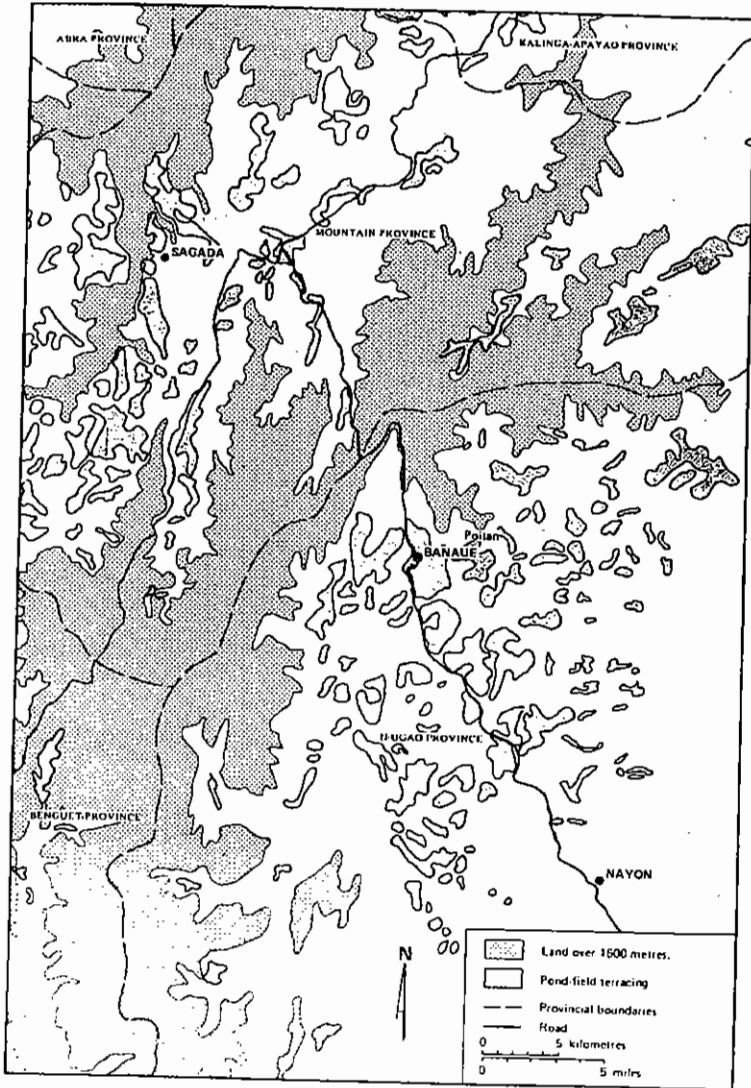 ABRA PROVINCE
KALINGA-APAYAO PROVINCE
MOUNTAIN PROVINCE
SAGADA
Poitan
BANAUE
IFUGAO PROVINCE
BENGUET PROVINCE
NAYON
N
Land over 1600 metres.
Pond-field terracing
Provincial boundaries
Road
0 5 kilometres
0 5 miles